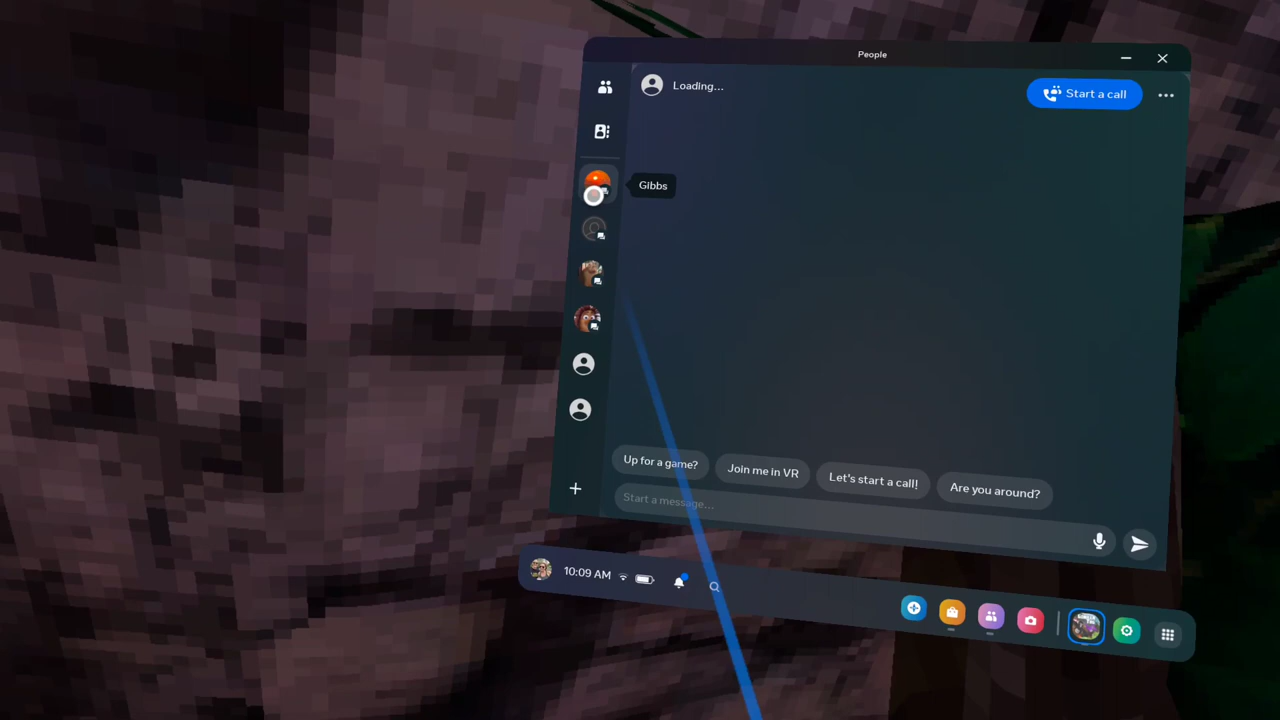 People
Loading...
Start a call
Gibbs
Up for a game?
Join me in VR
Let's start a call!
Are you around?
Start a message...
10:09 AM